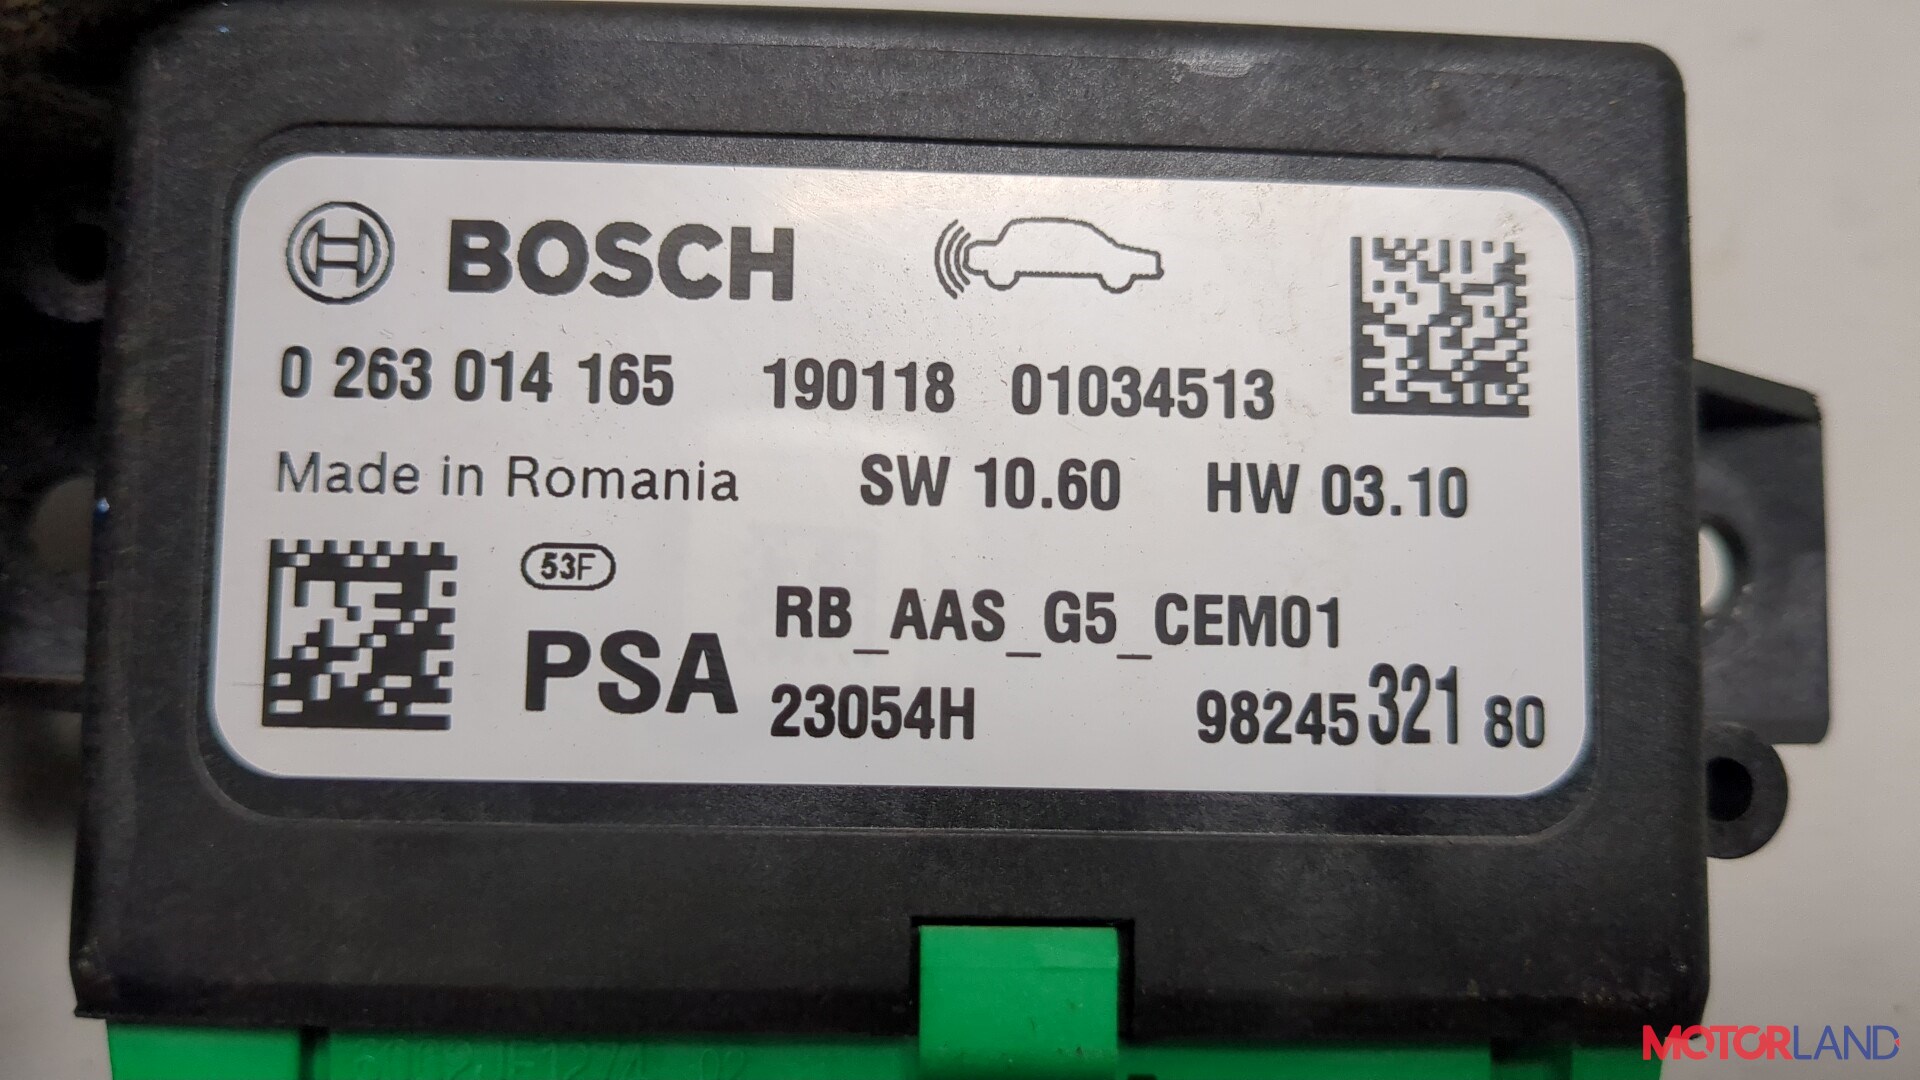 BOSCH
0 263 014 165 190118 01034513
Made in Romania SW 10.60 HW 03.10
53F
PSA RB_AAS_G5_CEM01
23054H 98245 321 80
MOTORLAND